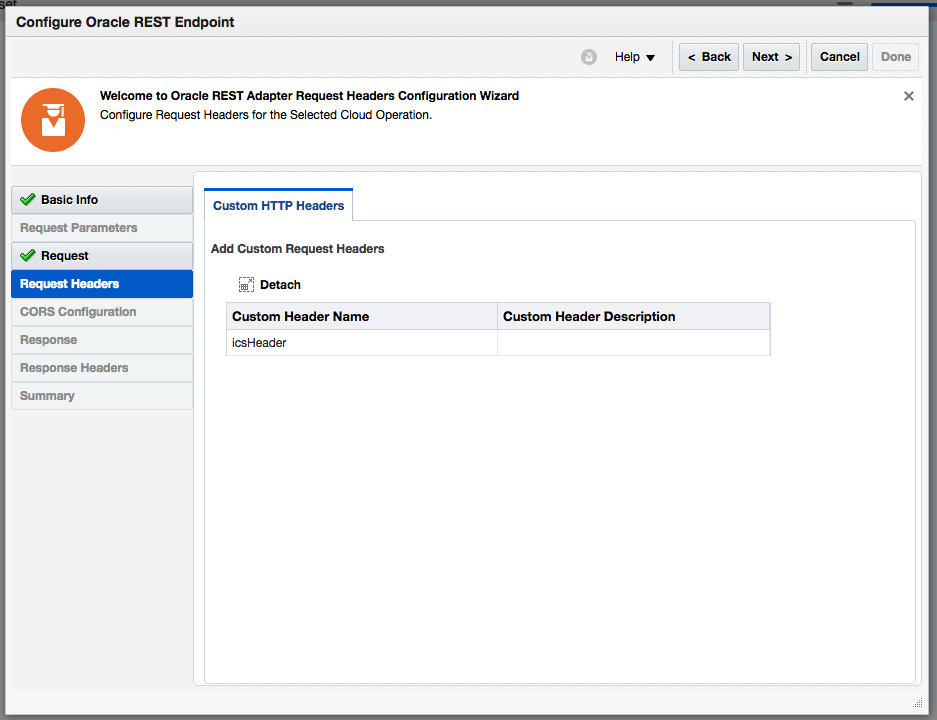 set
Configure Oracle REST Endpoint
Help
< Back
Next >
Cancel
Done
Welcome to Oracle REST Adapter Request Headers Configuration Wizard
Configure Request Headers for the Selected Cloud Operation.
Basic Info
Request Parameters
Request
Request Headers
CORS Configuration
Response
Response Headers
Summary
Custom HTTP Headers
Add Custom Request Headers
Detach
Custom Header Name Custom Header Description
icsHeader